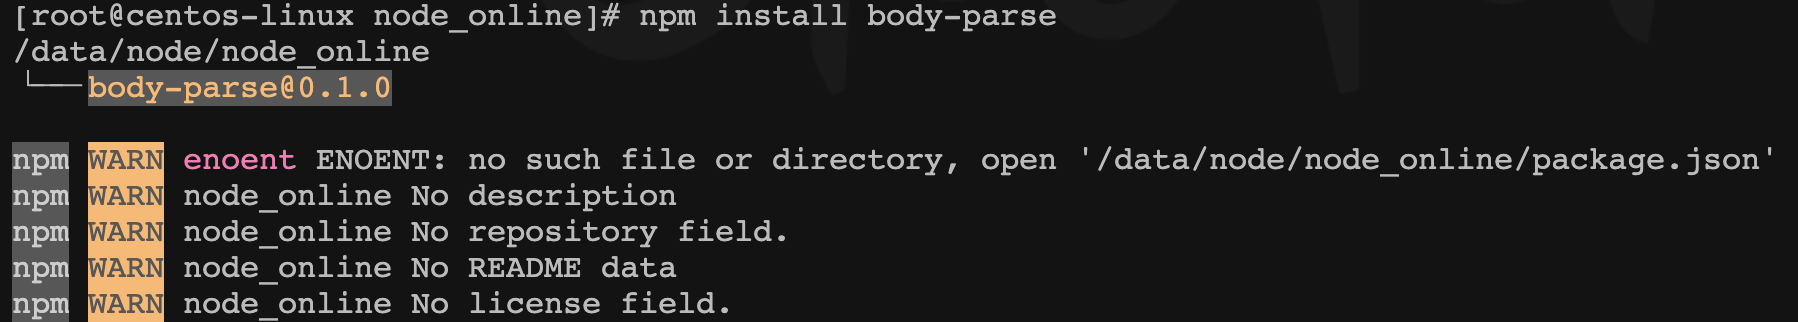 [root@centos-linux node_online]# npm install body-parse
/data/node/node_online
└── body-parse@0.1.0
npm WARN enoent ENOENT: no such file or directory, open '/data/node/node_online/package.json'
npm WARN node_online No description
npm WARN node_online No repository field.
npm WARN node_online No README data
npm WARN node_online No license field.